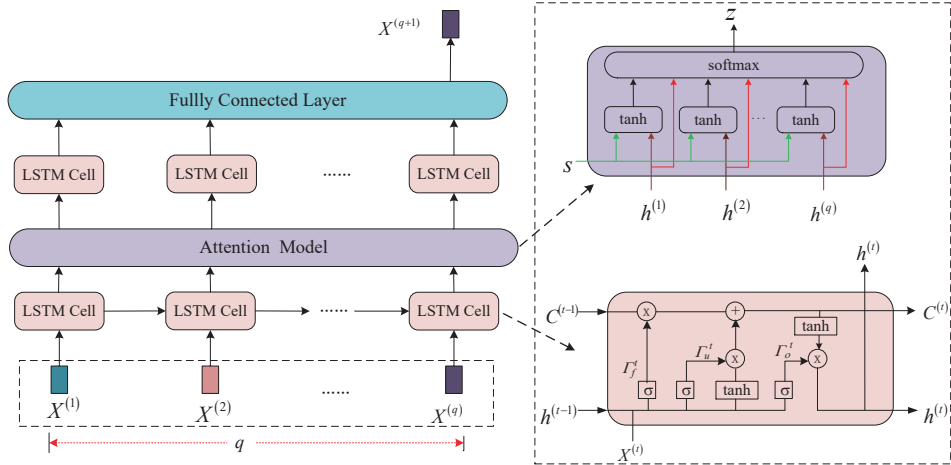 X^(q+1)
Fullly Connected Layer
LSTM Cell LSTM Cell ...... LSTM Cell
Attention Model
LSTM Cell LSTM Cell ...... LSTM Cell
......
X^(1) X^(2) X^(q)
q
z
softmax
tanh tanh ... tanh
s
h^(1) h^(2) h^(q)
h^(t)
C^(t-1) x + C^(t)
tanh
Γ_f^t Γ_u^t x Γ_o^t x
σ σ tanh σ
h^(t-1) h^(t)
X^(t)